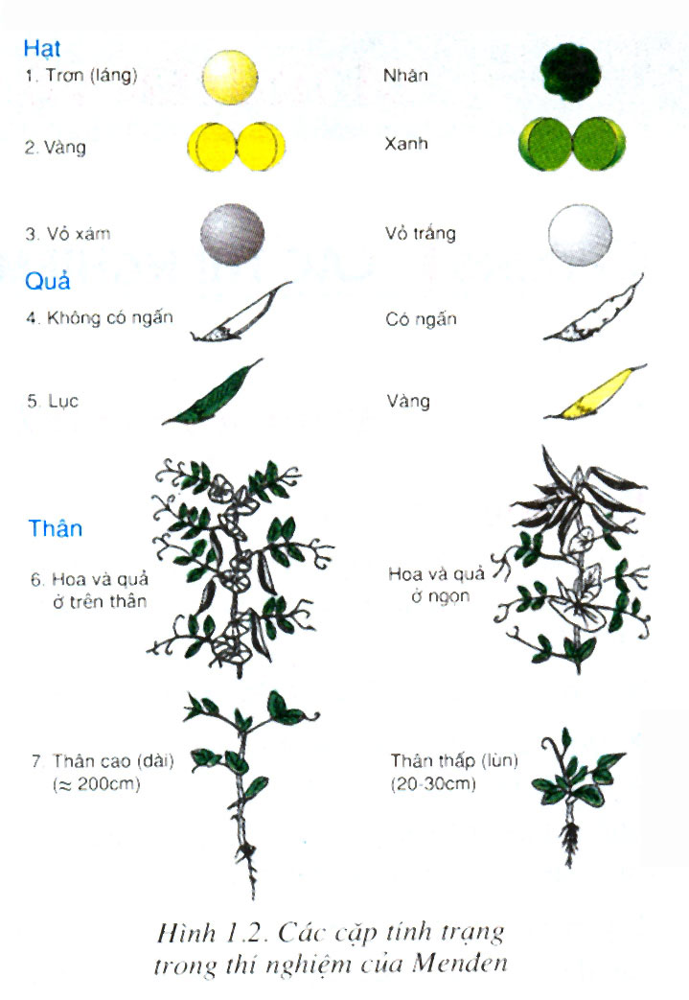 Hạt
1. Trơn (láng)
Nhăn
2. Vàng
Xanh
3. Vỏ xám
Vỏ trắng
Quả
4. Không có ngấn
Có ngấn
5. Lục
Vàng
Thân
6. Hoa và quả
ở trên thân
Hoa và quả
ở ngọn
7. Thân cao (dài)
(≈ 200cm)
Thân thấp (lùn)
(20-30cm)
Hình 1.2. Các cặp tính trạng
trong thí nghiệm của Menđen